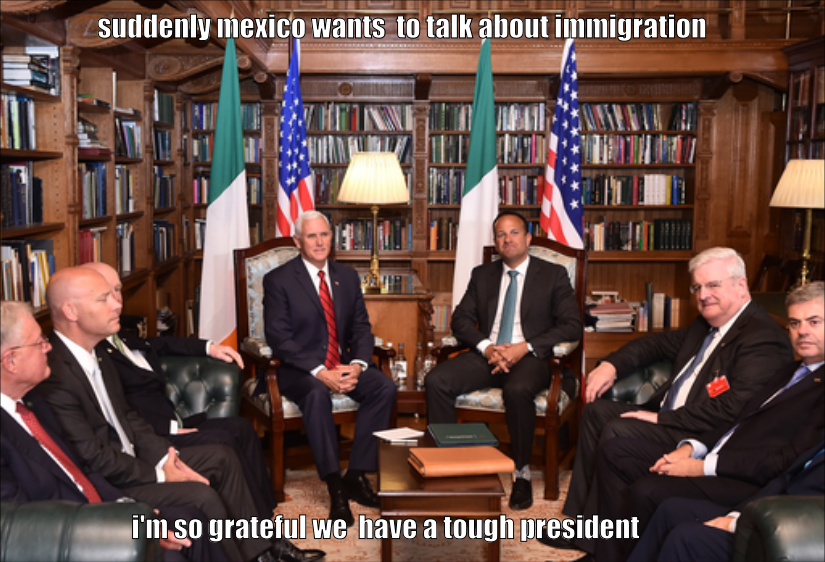 suddenly mexico wants  to talk about immigration
i'm so grateful we  have a tough president